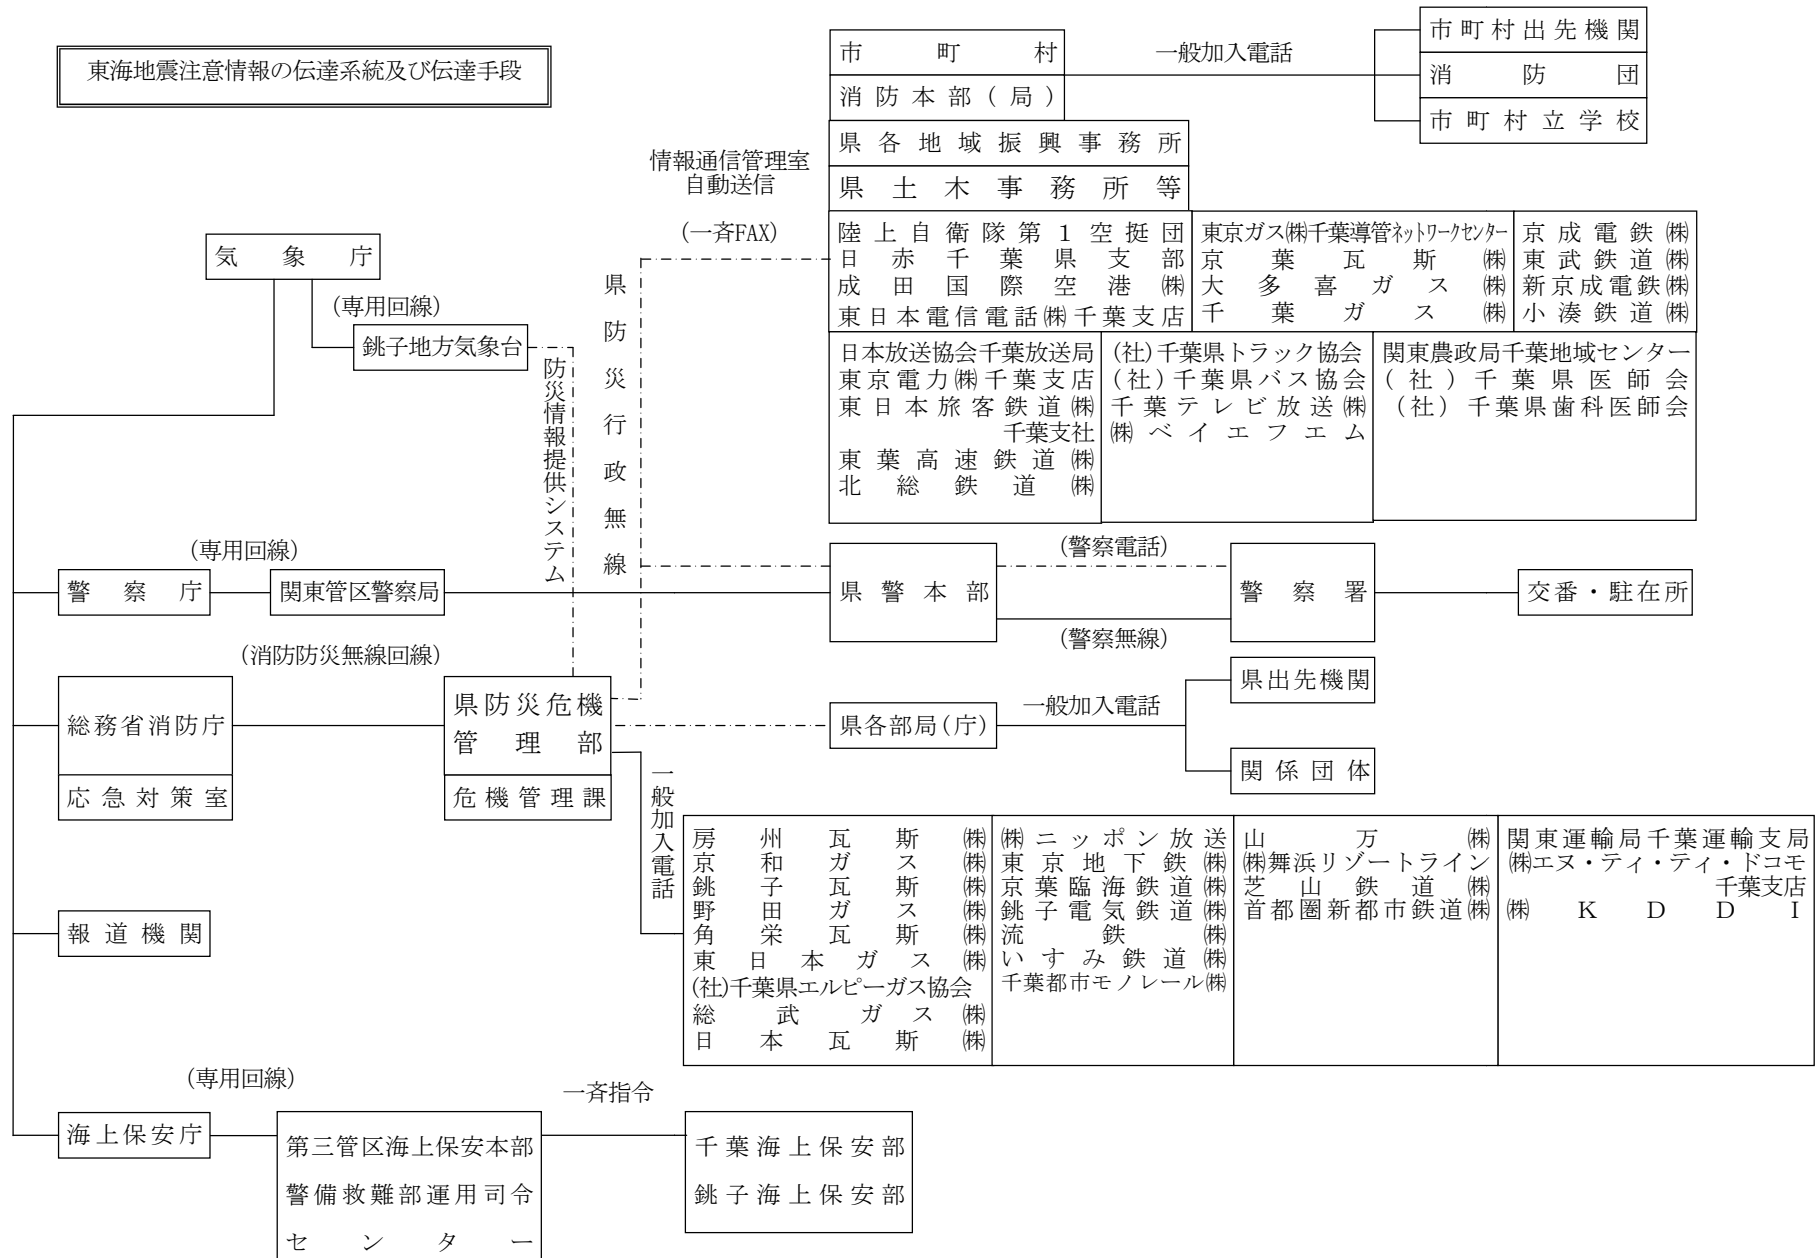 東海地震注意情報の伝達系統及び伝達手段
市町村
消防本部(局)
一般加入電話
市町村出先機関
消防団
市町村立学校
県各地域振興事務所
県土木事務所等
情報通信管理室
自動送信
(一斉FAX)
陸上自衛隊第1空挺団
日赤千葉県支部
成田国際空港㈱
東日本電信電話㈱千葉支店
東京ガス㈱千葉導管ネットワークセンター
京葉瓦斯㈱
大多喜ガス㈱
千葉ガス㈱
京成電鉄㈱
東武鉄道㈱
新京成電鉄㈱
小湊鉄道㈱
日本放送協会千葉放送局
東京電力㈱千葉支店
東日本旅客鉄道㈱
千葉支社
東葉高速鉄道㈱
北総鉄道㈱
(社)千葉県トラック協会
(社)千葉県バス協会
千葉テレビ放送㈱
㈱ベイエフエム
関東農政局千葉地域センター
(社)千葉県医師会
(社)千葉県歯科医師会
気象庁
(専用回線)
銚子地方気象台
防災情報提供システム
県防災行政無線
(専用回線)
警察庁
関東管区警察局
県警本部
(警察電話)
(警察無線)
警察署
交番・駐在所
(消防防災無線回線)
総務省消防庁
応急対策室
県防災危機
管理部
危機管理課
県各部局(庁)
一般加入電話
県出先機関
関係団体
一般加入電話
房州瓦斯㈱
京和ガス㈱
銚子瓦斯㈱
野田ガス㈱
角栄瓦斯㈱
東日本ガス㈱
(社)千葉県エルピーガス協会
総武ガス㈱
日本瓦斯㈱
㈱ニッポン放送
東京地下鉄㈱
京葉臨海鉄道㈱
銚子電気鉄道㈱
流鉄㈱
いすみ鉄道㈱
千葉都市モノレール㈱
山万㈱
㈱舞浜リゾートライン
芝山鉄道㈱
首都圏新都市鉄道㈱
関東運輸局千葉運輸支局
㈱エヌ・ティ・ティ・ドコモ
千葉支店
㈱KDDI
報道機関
(専用回線)
海上保安庁
第三管区海上保安本部
警備救難部運用司令
センター
一斉指令
千葉海上保安部
銚子海上保安部